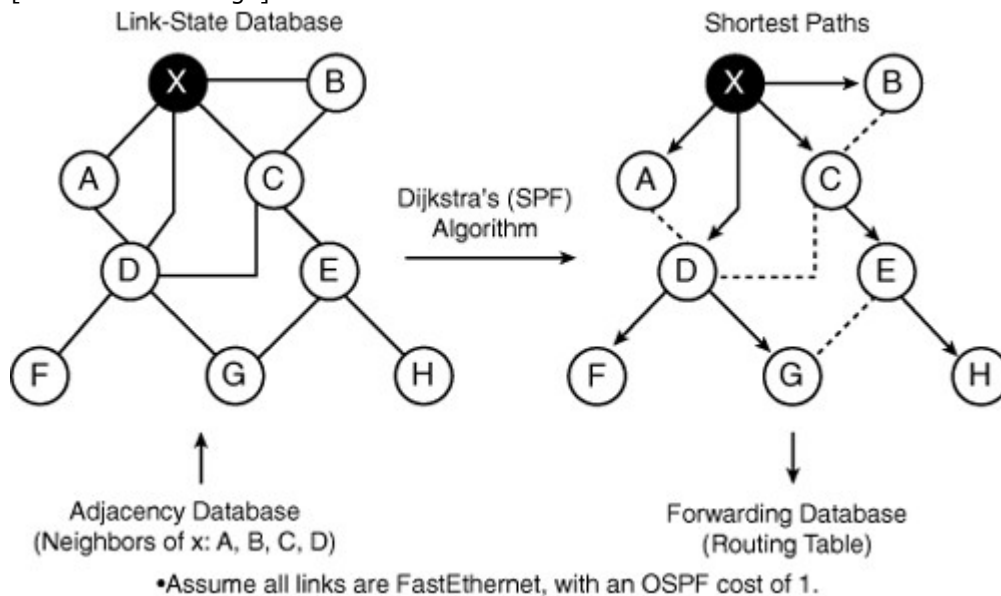 Link-State Database
Shortest Paths
X
B
A
C
D
E
F
G
H
Dijkstra's (SPF)
Algorithm
X
B
A
C
D
E
F
G
H
Adjacency Database
(Neighbors of x: A, B, C, D)
Forwarding Database
(Routing Table)
•Assume all links are FastEthernet, with an OSPF cost of 1.